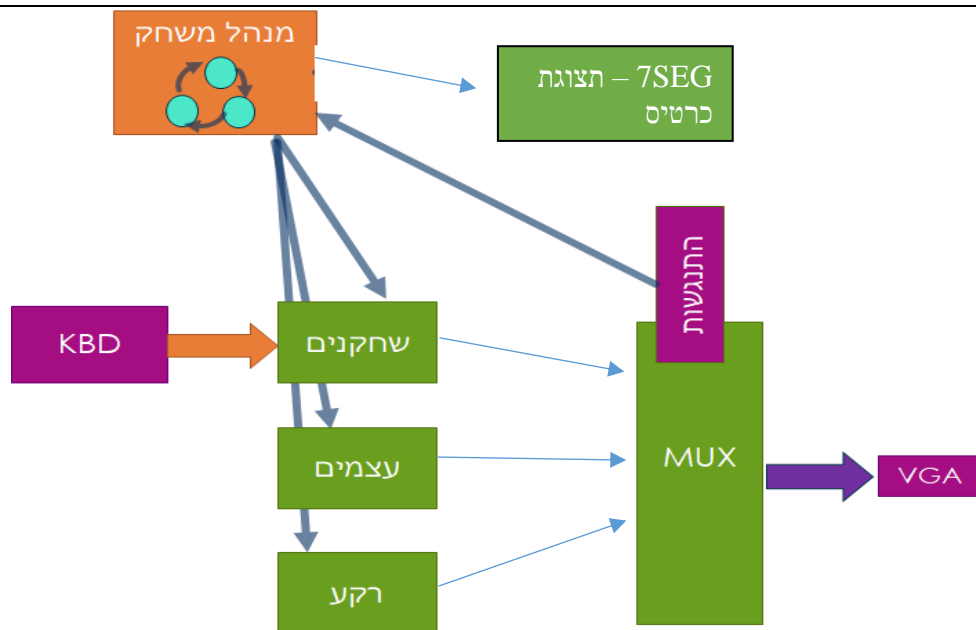 מנהל משחק
7SEG – תצוגת
כרטיס
התנגשות
KBD
שחקנים
עצמים
MUX
VGA
רקע